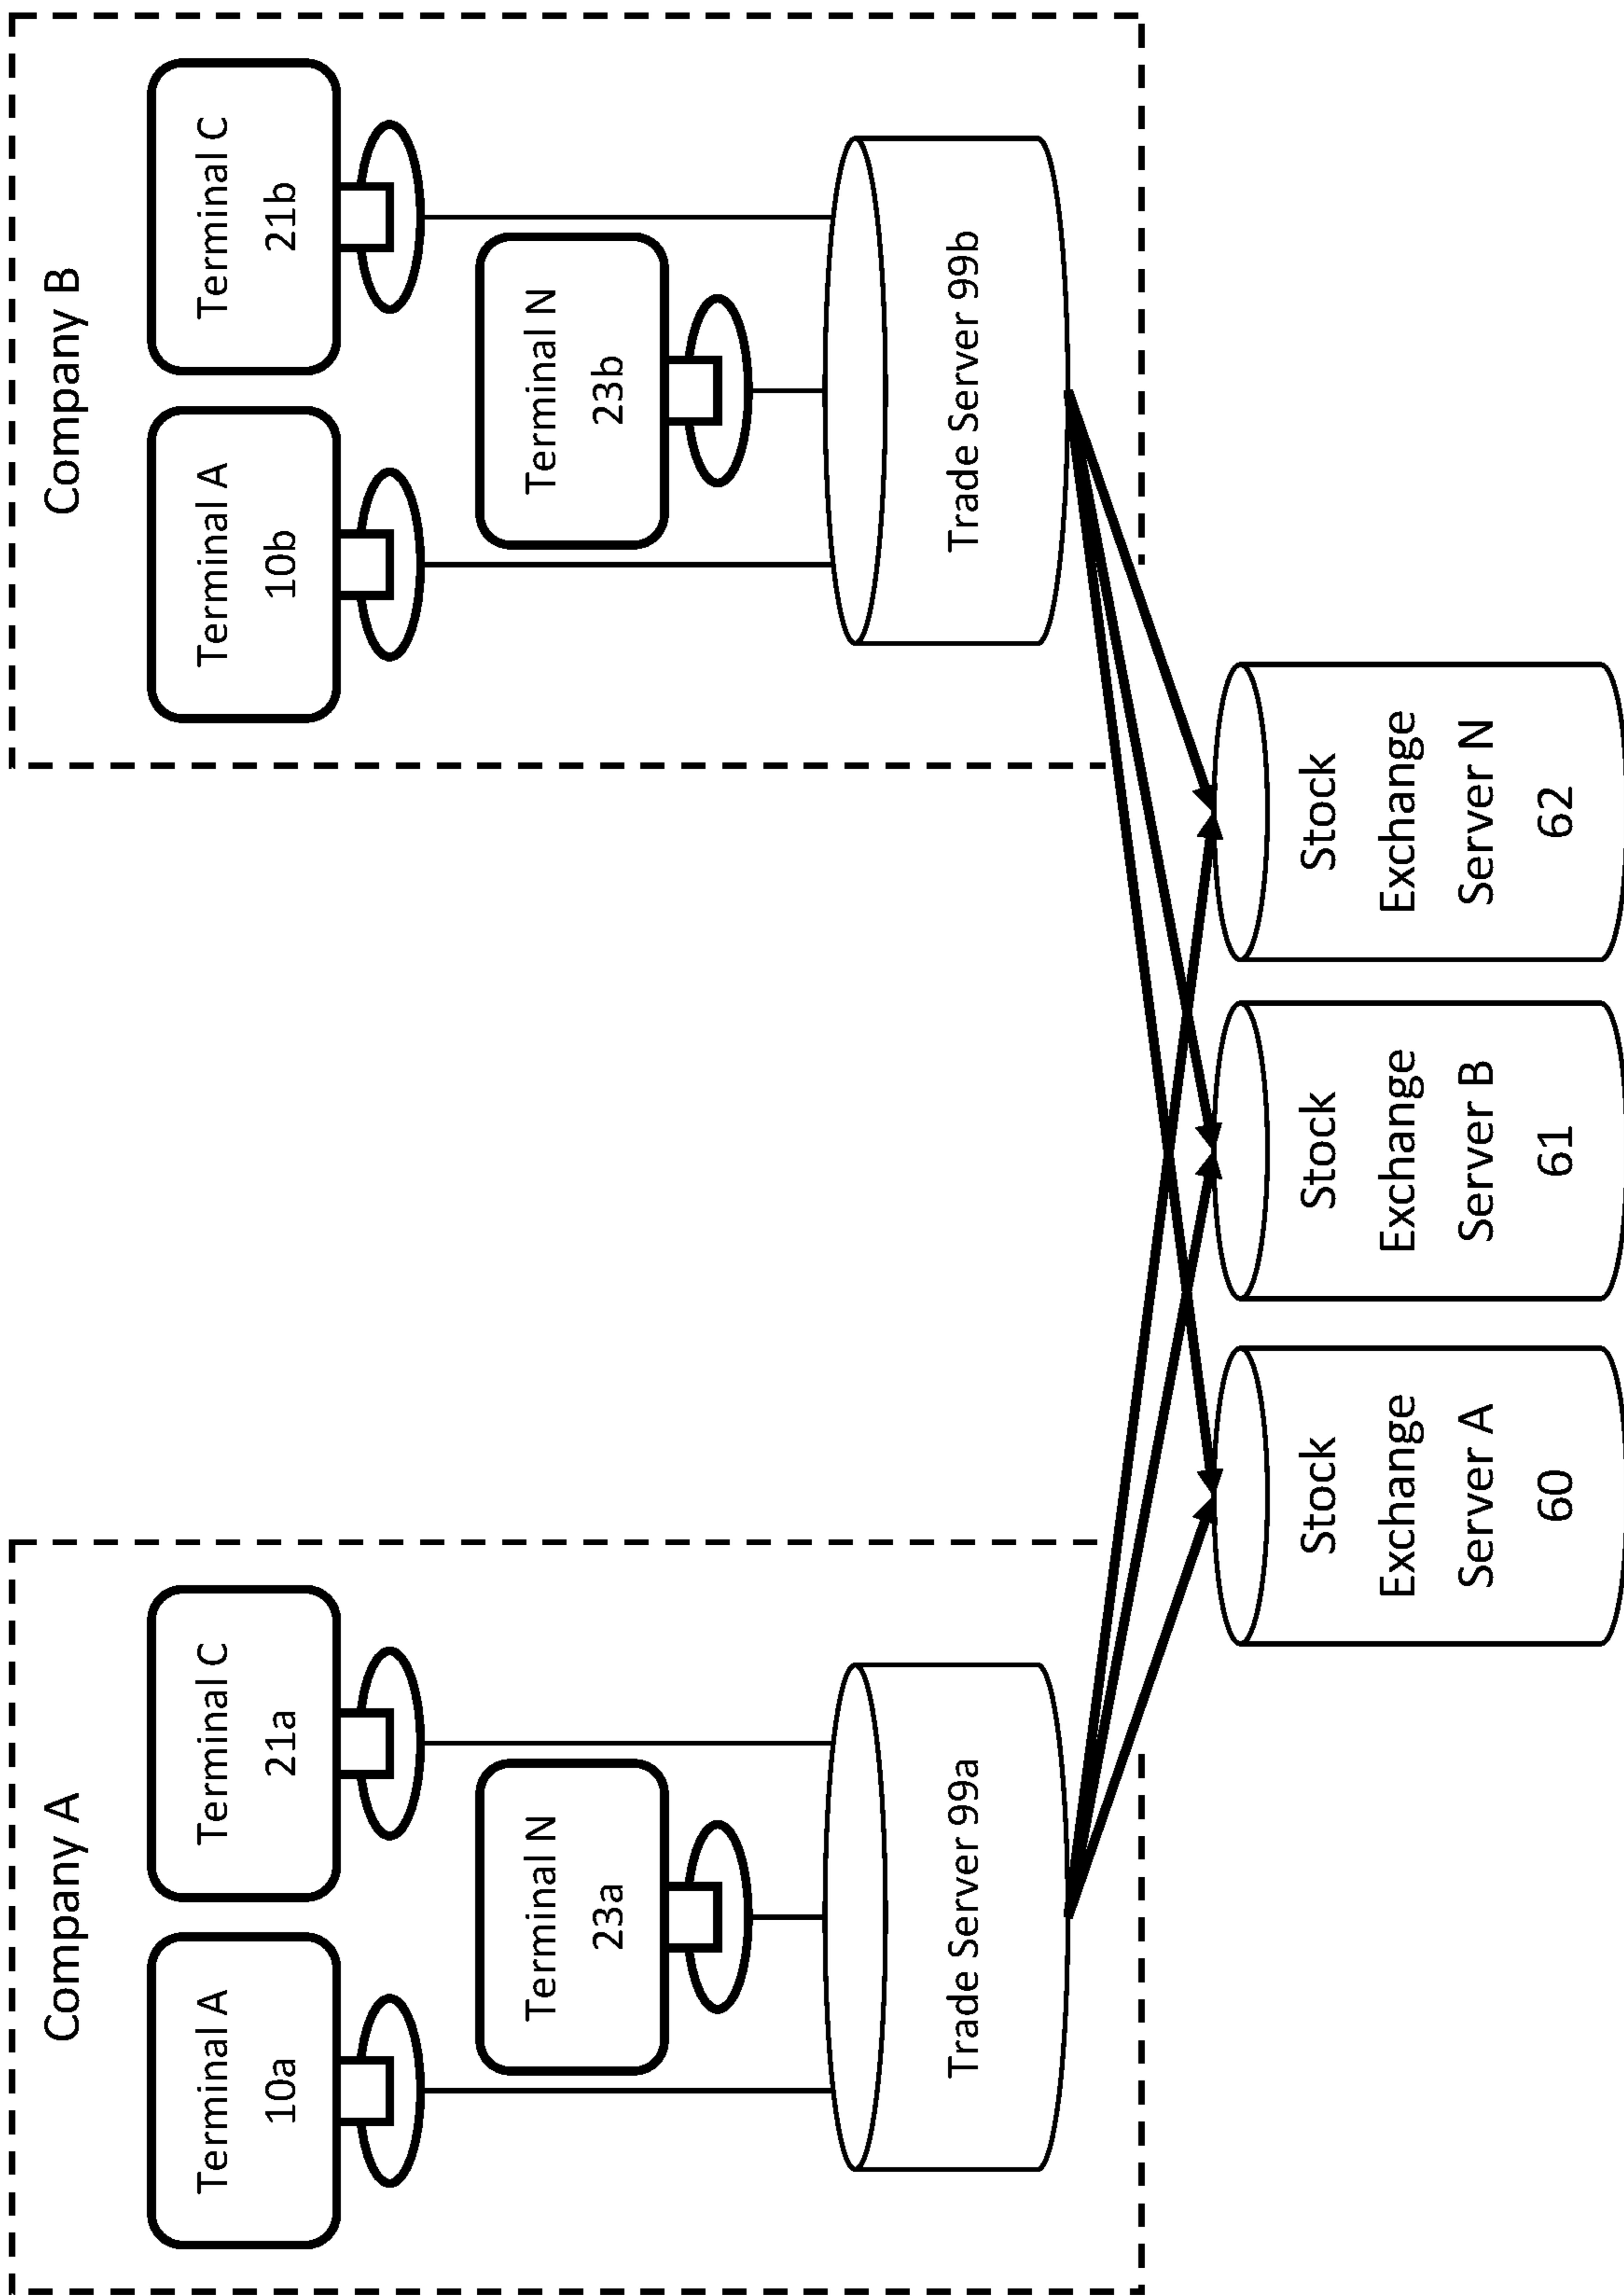 Company A
Terminal A
10a
Terminal C
21a
Terminal N
23a
Trade Server 99a
Company B
Terminal A
10b
Terminal C
21b
Terminal N
23b
Trade Server 99b
Stock
Exchange
Server A
60
Stock
Exchange
Server B
61
Stock
Exchange
Server N
62